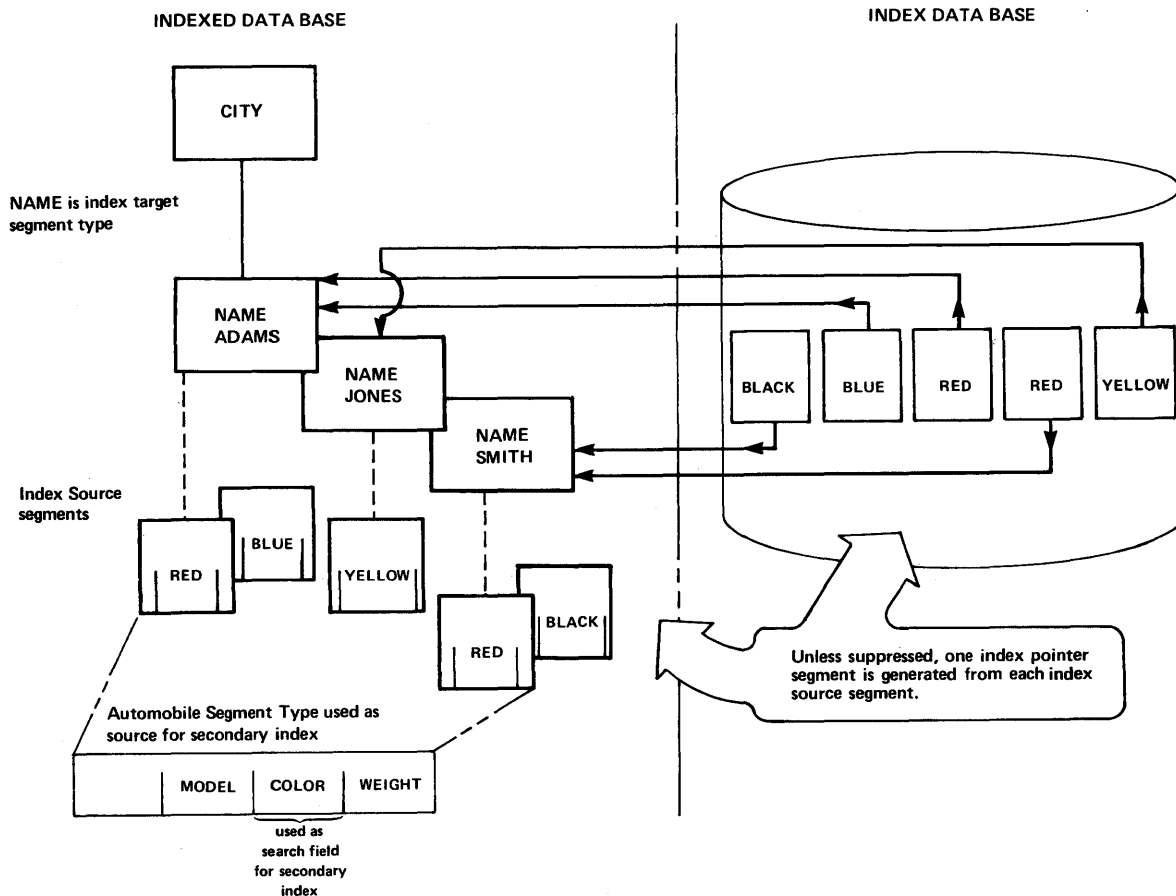 INDEXED DATA BASE
INDEX DATA BASE
CITY
NAME is index target
segment type
NAME
ADAMS
NAME
JONES
NAME
SMITH
BLACK
BLUE
RED
RED
YELLOW
Index Source
segments
RED
BLUE
YELLOW
RED
BLACK
Unless suppressed, one index pointer
segment is generated from each index
source segment.
Automobile Segment Type used as
source for secondary index
MODEL
COLOR
WEIGHT
used as
search field
for secondary
index